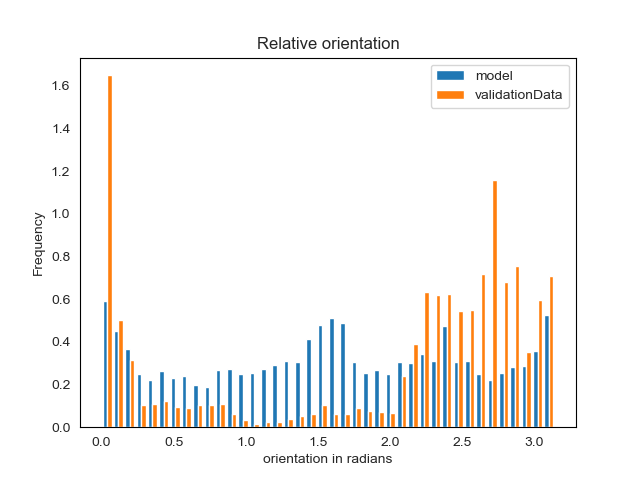 Relative orientation
model
validationData
1.6
1.4
1.2
1.0
0.8
0.6
0.4
0.2
0.0
Frequency
0.0 0.5 1.0 1.5 2.0 2.5 3.0
orientation in radians